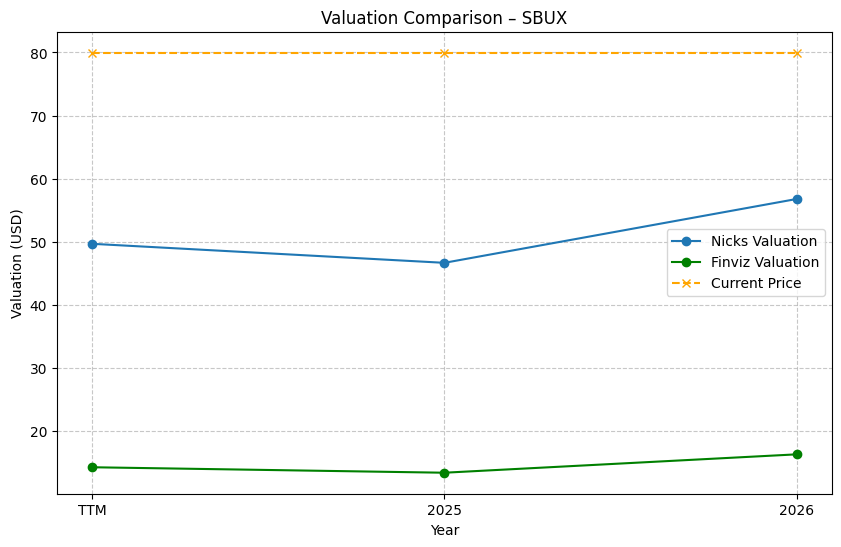 Valuation Comparison – SBUX
Valuation (USD)
80
70
60
50
40
30
20
Nicks Valuation
Finviz Valuation
Current Price
TTM
2025
2026
Year